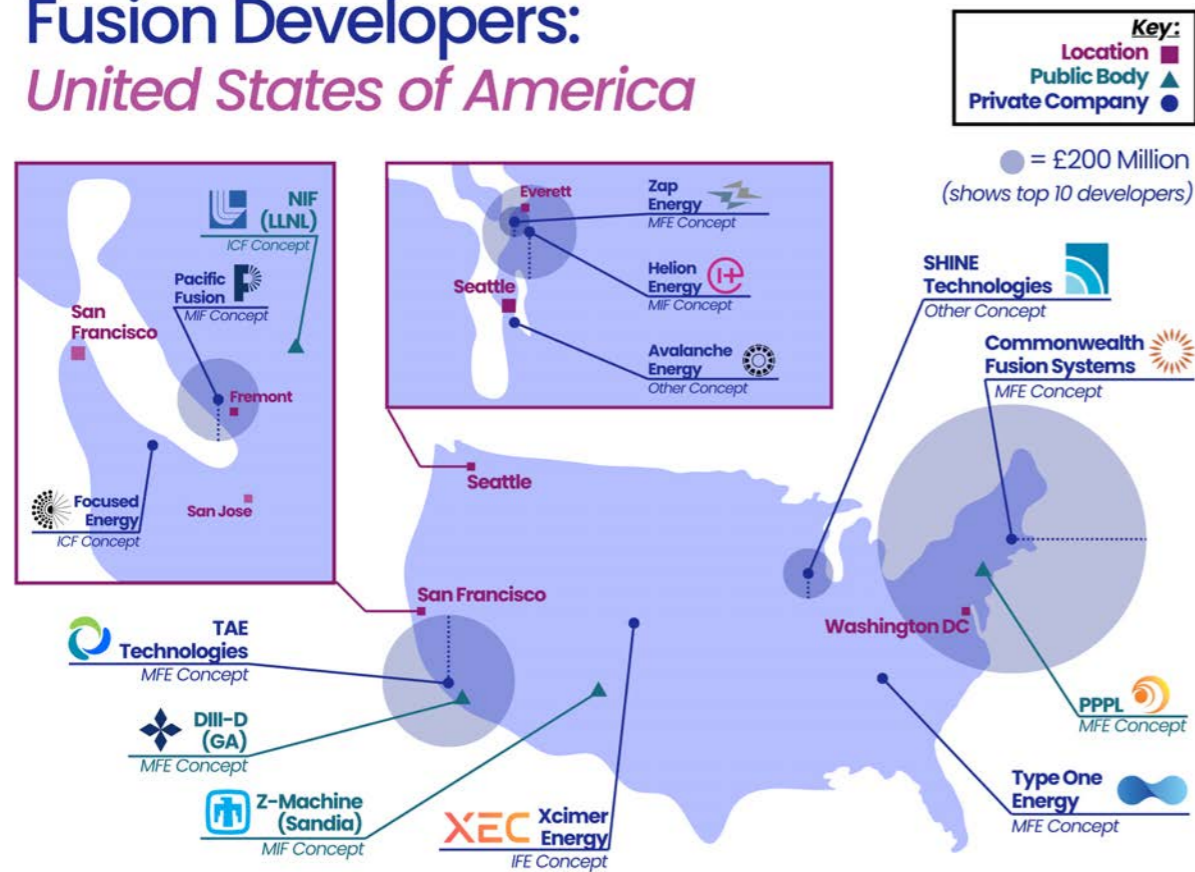 Fusion Developers:
United States of America
Key:
Location
Public Body
Private Company
= £200 Million
(shows top 10 developers)
NIF
(LLNL)
ICF Concept
Pacific
Fusion
MIF Concept
San
Francisco
Fremont
Focused
Energy
ICF Concept
San Jose
Everett
Zap
Energy
MFE Concept
Seattle
Helion
Energy
MIF Concept
Avalanche
Energy
Other Concept
SHINE
Technologies
Other Concept
Commonwealth
Fusion Systems
MFE Concept
Seattle
San Francisco
Washington DC
TAE
Technologies
MFE Concept
DIII-D
(GA)
MFE Concept
Z-Machine
(Sandia)
MIF Concept
XEC
Xcimer
Energy
IFE Concept
PPPL
MFE Concept
Type One
Energy
MFE Concept